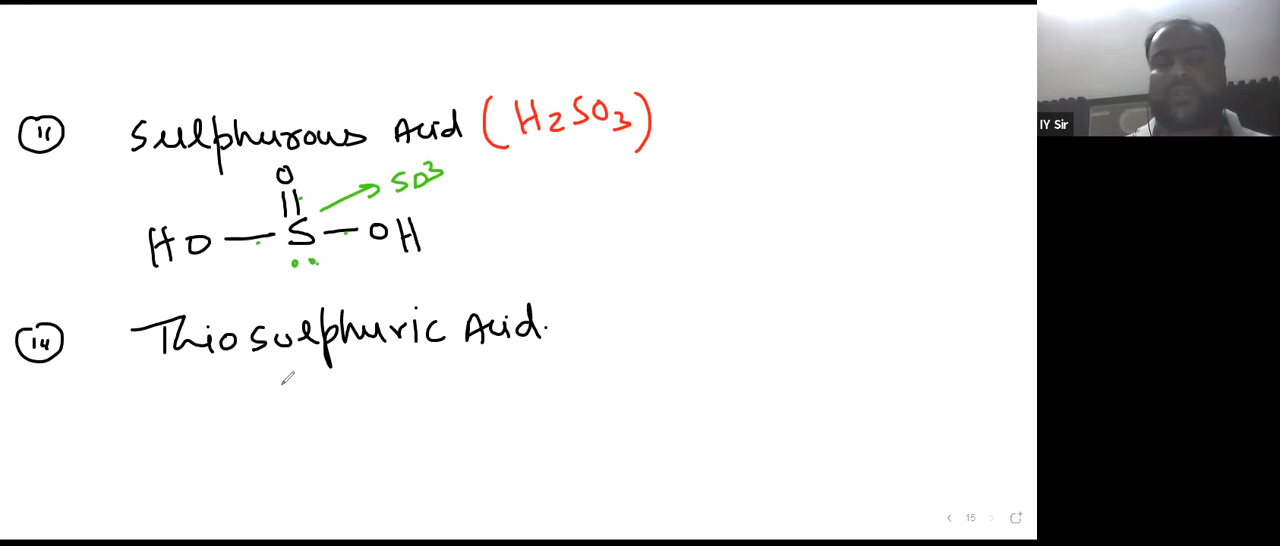 11 Sulphurous Acid (H2SO3)
O
SO3
HO — S — OH
14 Thiosulphuric Acid.
IY Sir
15